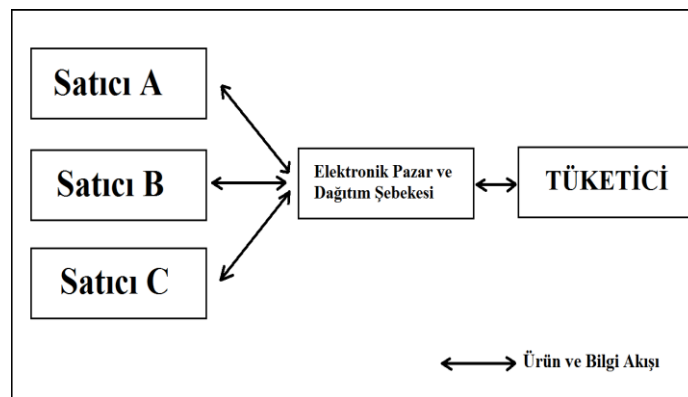 Satıcı A
Satıcı B
Satıcı C
Elektronik Pazar ve
Dağıtım Şebekesi
TÜKETİCİ
Ürün ve Bilgi Akışı